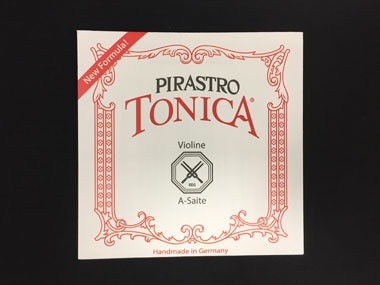 New Formula!
PIRASTRO
TONICA®
Violine
A-Saite
Handmade in Germany